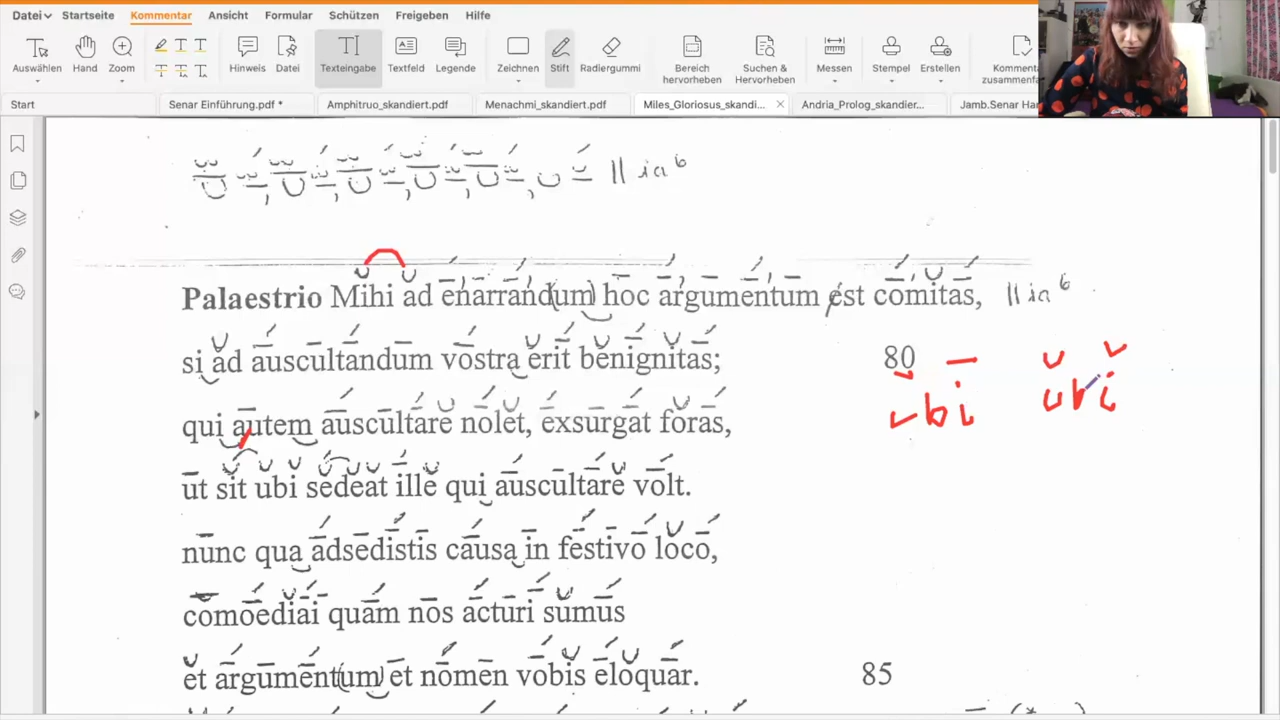 Datei Startseite Kommentar Ansicht Formular Schützen Freigeben Hilfe
Auswählen Hand Zoom Hinweis Datei Texteingabe Textfeld Legende Zeichnen Stift Radiergummi Bereich hervorheben Suchen & Hervorheben Messen Stempel Erstellen Kommenta zusammenfa
Start Senar Einführung.pdf * Amphitruo_skandiert.pdf Menachmi_skandiert.pdf Miles_Gloriosus_skandi... Andria_Prolog_skandier... Jamb.Senar Ha
|| ia 6
Palaestrio Mihi ad enarrandum hoc argumentum est comitas, || ia 6
si ad auscultandum vostra erit benignitas; 80
qui autem auscultare nolet, exsurgat foras, ubi ubi
ut sit ubi sedeat ille qui auscultare volt.
nunc qua adsedistis causa in festivo loco,
comoediai quam nos acturi sumus
et argumentum et nomen vobis eloquar. 85